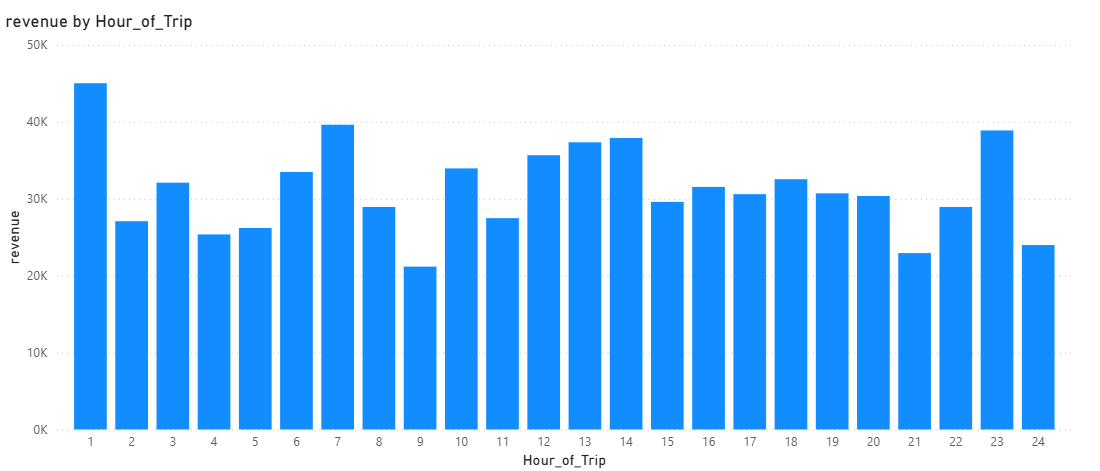 revenue by Hour_of_Trip
50K
40K
30K
20K
10K
0K
revenue
1 2 3 4 5 6 7 8 9 10 11 12 13 14 15 16 17 18 19 20 21 22 23 24
Hour_of_Trip